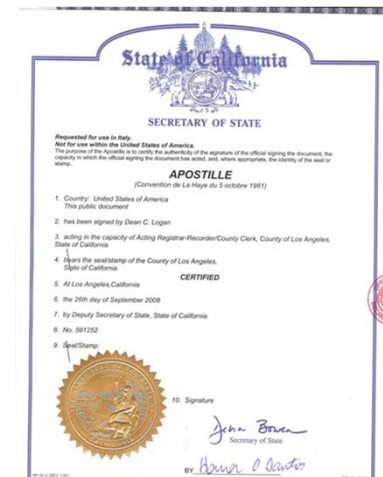 State of California
SECRETARY OF STATE
Requested for use in Italy.
Not for use within the United States of America.
The purpose of the Apostille is to certify the authenticity of the signature of the official signing the document, the
capacity in which the official signing the document has acted, and, where appropriate, the identity of the seal or
stamp.
APOSTILLE
(Convention de La Haye du 5 octobre 1961)
1. Country: United States of America
This public document
2. has been signed by Dean C. Logan
3. acting in the capacity of Acting Registrar-Recorder/County Clerk, County of Los Angeles,
State of California
4. bears the seal/stamp of the County of Los Angeles,
State of California
CERTIFIED
5. At Los Angeles,California
6. the 26th day of September 2008
7. by Deputy Secretary of State, State of California
8. No. 591252
9. Seal/Stamp:
10. Signature
Debra Bowen
Secretary of State
BY